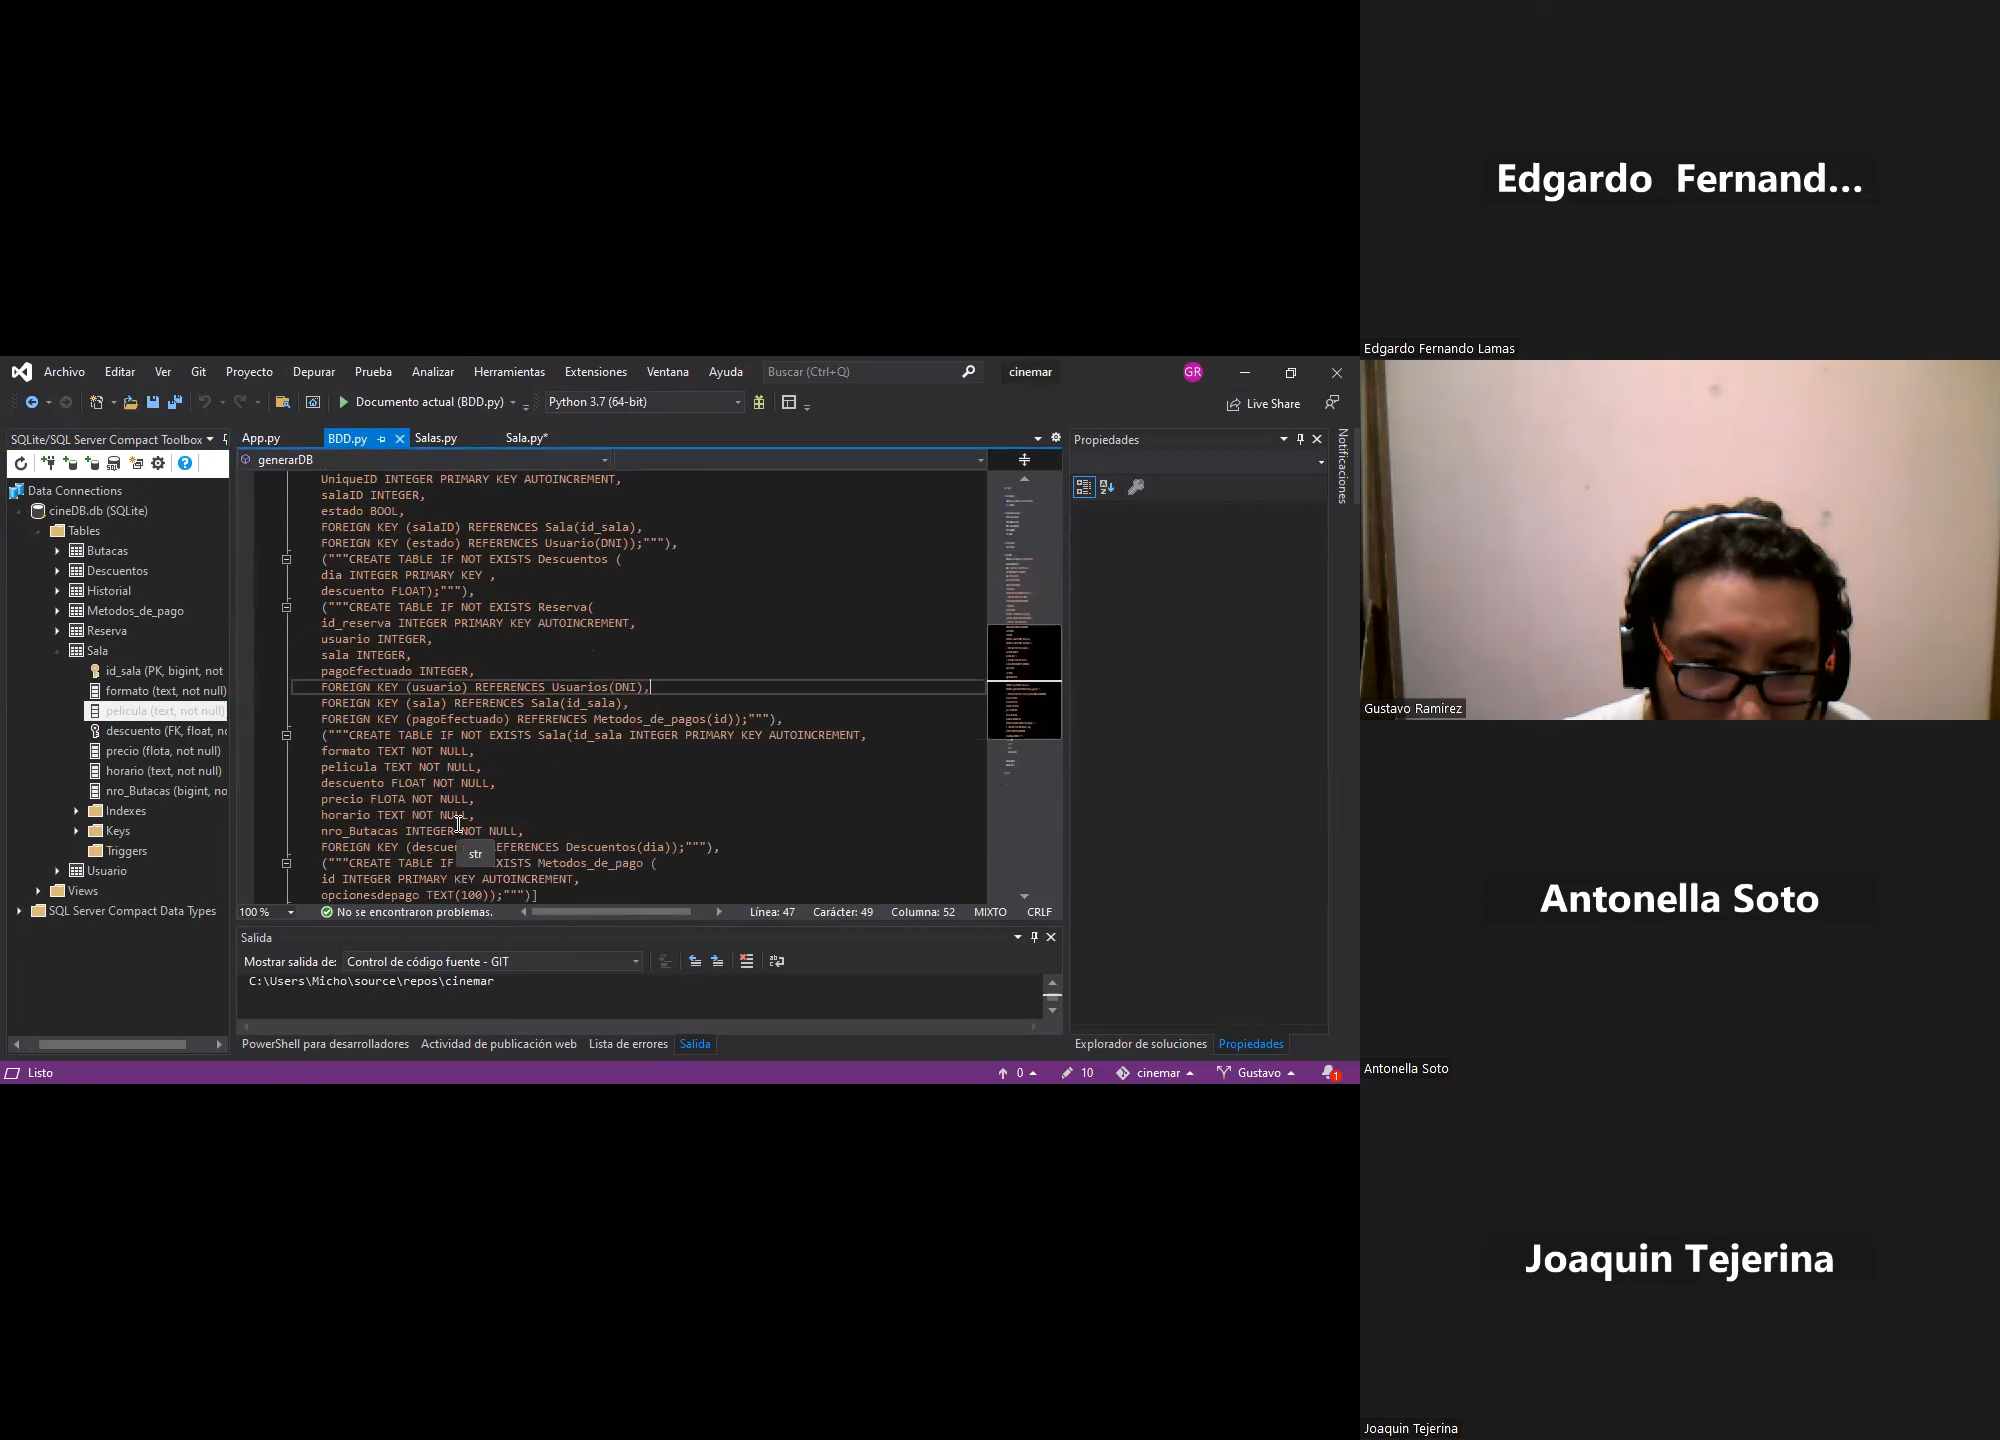 Archivo Editar Ver Git Proyecto Depurar Prueba Analizar Herramientas Extensiones Ventana Ayuda Buscar (Ctrl+Q) cinemar GR
Documento actual (BDD.py) Python 3.7 (64-bit) Live Share
SQLite/SQL Server Compact Toolbox
App.py BDD.py Salas.py Sala.py*
generarDB
Data Connections
cineDB.db (SQLite)
Tables
Butacas
Descuentos
Historial
Metodos_de_pago
Reserva
Sala
id_sala (PK, bigint, not
formato (text, not null)
pelicula (text, not null)
descuento (FK, float, no
precio (flota, not null)
horario (text, not null)
nro_Butacas (bigint, no
Indexes
Keys
Triggers
Usuario
Views
SQL Server Compact Data Types
UniqueID INTEGER PRIMARY KEY AUTOINCREMENT,
salaID INTEGER,
estado BOOL,
FOREIGN KEY (salaID) REFERENCES Sala(id_sala),
FOREIGN KEY (estado) REFERENCES Usuario(DNI));"""),
("""CREATE TABLE IF NOT EXISTS Descuentos (
dia INTEGER PRIMARY KEY ,
descuento FLOAT);"""),
("""CREATE TABLE IF NOT EXISTS Reserva(
id_reserva INTEGER PRIMARY KEY AUTOINCREMENT,
usuario INTEGER,
sala INTEGER,
pagoEfectuado INTEGER,
FOREIGN KEY (usuario) REFERENCES Usuarios(DNI),
FOREIGN KEY (sala) REFERENCES Sala(id_sala),
FOREIGN KEY (pagoEfectuado) REFERENCES Metodos_de_pagos(id));"""),
("""CREATE TABLE IF NOT EXISTS Sala(id_sala INTEGER PRIMARY KEY AUTOINCREMENT,
formato TEXT NOT NULL,
pelicula TEXT NOT NULL,
descuento FLOAT NOT NULL,
precio FLOTA NOT NULL,
horario TEXT NOT NULL,
nro_Butacas INTEGER NOT NULL,
FOREIGN KEY (descuen EFERENCES Descuentos(dia));"""),
str
("""CREATE TABLE IF XISTS Metodos_de_pago (
id INTEGER PRIMARY KEY AUTOINCREMENT,
opcionesdepago TEXT(100));""")]
100 % No se encontraron problemas. Línea: 47 Carácter: 49 Columna: 52 MIXTO CRLF
Salida
Mostrar salida de: Control de código fuente - GIT
C:\Users\Micho\source\repos\cinemar
PowerShell para desarrolladores Actividad de publicación web Lista de errores Salida
Propiedades
Notificaciones
Explorador de soluciones Propiedades
Listo 0 10 cinemar Gustavo 1
Edgardo Fernand...
Edgardo Fernando Lamas
Gustavo Ramirez
Antonella Soto
Antonella Soto
Joaquin Tejerina
Joaquin Tejerina